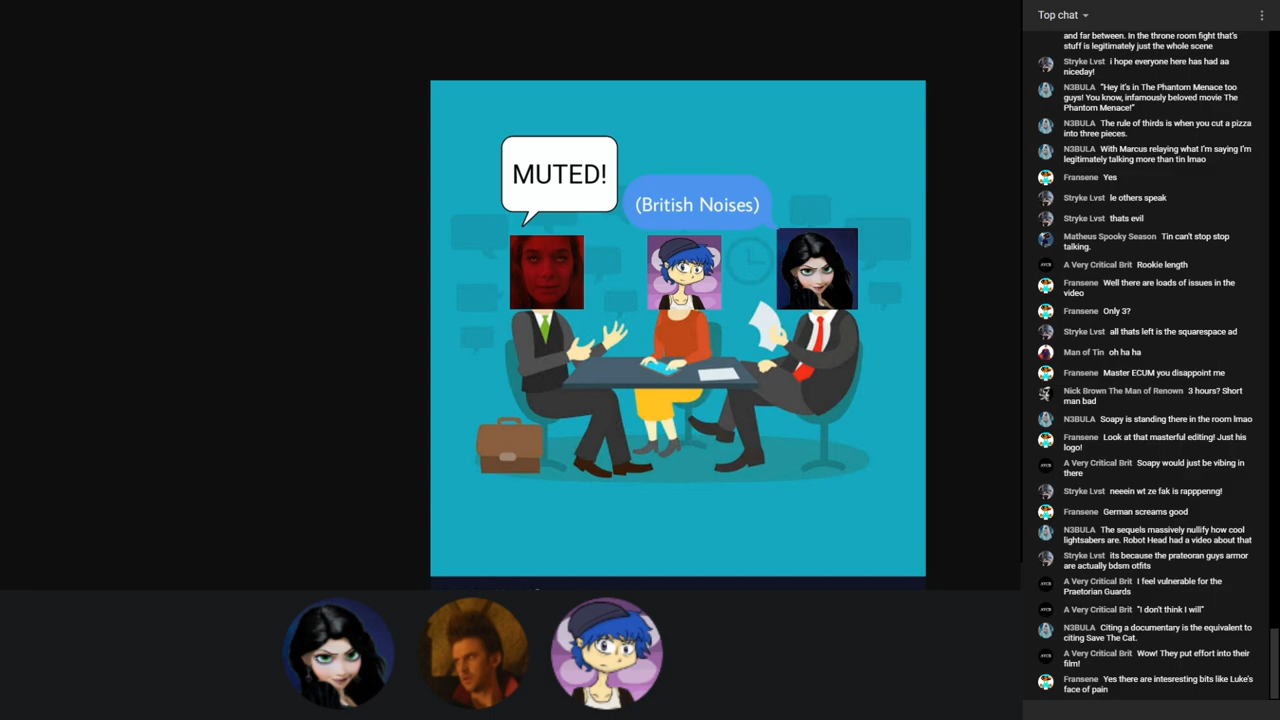 MUTED!
(British Noises)
Top chat
and far between. In the throne room fight that's
stuff is legitimately just the whole scene
Stryke Lvst i hope everyone here has had aa
niceday!
N3BULA "Hey it's in The Phantom Menace too
guys! You know, infamously beloved movie The
Phantom Menace!"
N3BULA The rule of thirds is when you cut a pizza
into three pieces.
N3BULA With Marcus relaying what I'm saying I'm
legitimately talking more than tin lmao
Fransene Yes
Stryke Lvst le others speak
Stryke Lvst thats evil
Matheus Spooky Season Tin can't stop stop
talking.
AVCB A Very Critical Brit Rookie length
Fransene Well there are loads of issues in the
video
Fransene Only 3?
Stryke Lvst all thats left is the squarespace ad
Man of Tin oh ha ha
Fransene Master ECUM you disappoint me
Nick Brown The Man of Renown 3 hours? Short
man bad
N3BULA Soapy is standing there in the room lmao
Fransene Look at that masterful editing! Just his
logo!
AVCB A Very Critical Brit Soapy would just be vibing in
there
Stryke Lvst neeein wt ze fak is rapppenng!
Fransene German screams good
N3BULA The sequels massively nullify how cool
lightsabers are. Robot Head had a video about that
Stryke Lvst its because the prateoran guys armor
are actually bdsm otfits
AVCB A Very Critical Brit I feel vulnerable for the
Praetorian Guards
AVCB A Very Critical Brit "I don't think I will"
N3BULA Citing a documentary is the equivalent to
citing Save The Cat.
AVCB A Very Critical Brit Wow! They put effort into their
film!
Fransene Yes there are intesresting bits like Luke's
face of pain